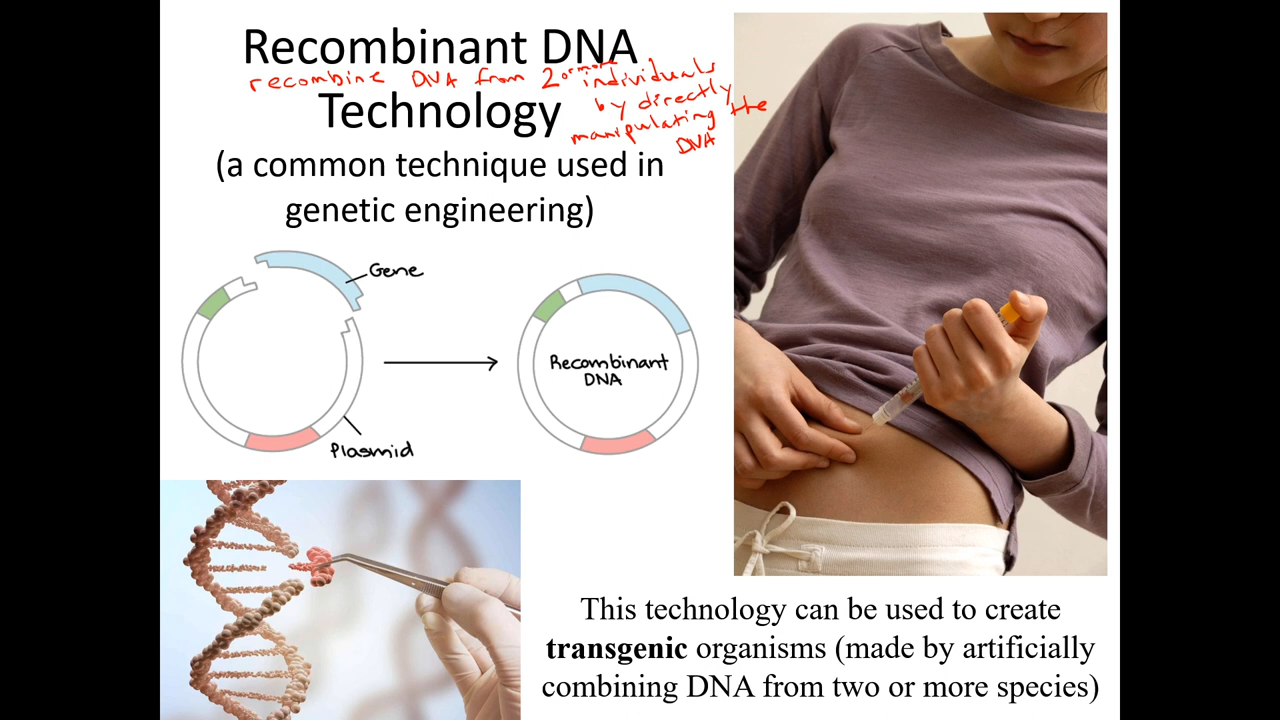 Recombinant DNA
recombine DNA from 2 or more individuals
Technology
by directly
manipulating the
DNA
(a common technique used in
genetic engineering)
Gene
Plasmid
Recombinant
DNA
This technology can be used to create
transgenic organisms (made by artificially
combining DNA from two or more species)